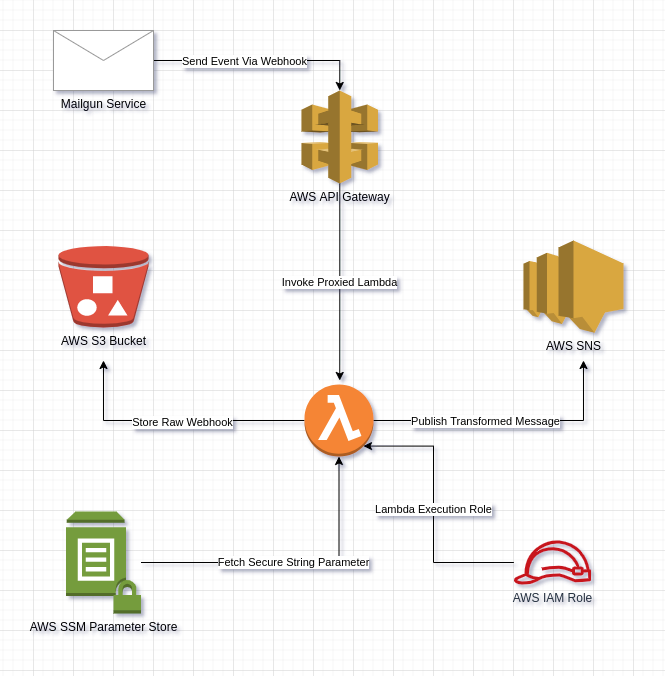 Send Event Via Webhook
Mailgun Service
AWS API Gateway
Invoke Proxied Lambda
AWS S3 Bucket
AWS SNS
Store Raw Webhook
Publish Transformed Message
Lambda Execution Role
Fetch Secure String Parameter
AWS IAM Role
AWS SSM Parameter Store